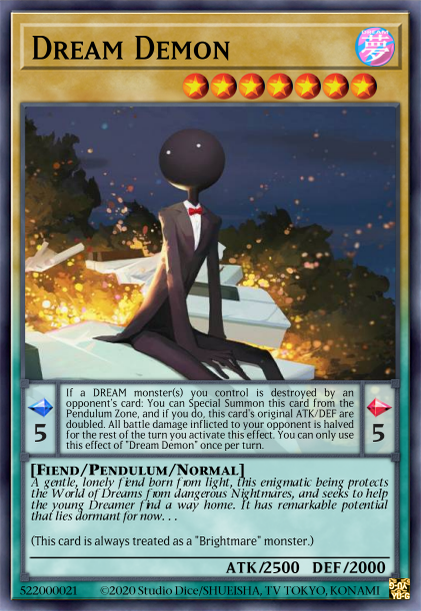 DREAM DEMON
DREAM
夢
If a DREAM monster(s) you control is destroyed by an
opponent's card: You can Special Summon this card from the
Pendulum Zone, and if you do, this card's original ATK/DEF are
doubled. All battle damage inflicted to your opponent is halved
for the rest of the turn you activate this effect. You can only use
this effect of "Dream Demon" once per turn.
5
5
[FIEND/PENDULUM/NORMAL]
A gentle, lonely fiend born from light, this enigmatic being protects
the World of Dreams from dangerous Nightmares, and seeks to help
the young Dreamer find a way home. It has remarkable potential
that lies dormant for now. . .
(This card is always treated as a "Brightmare" monster.)
ATK/2500 DEF/2000
522000021 ©2020 Studio Dice/SHUEISHA, TV TOKYO, KONAMI